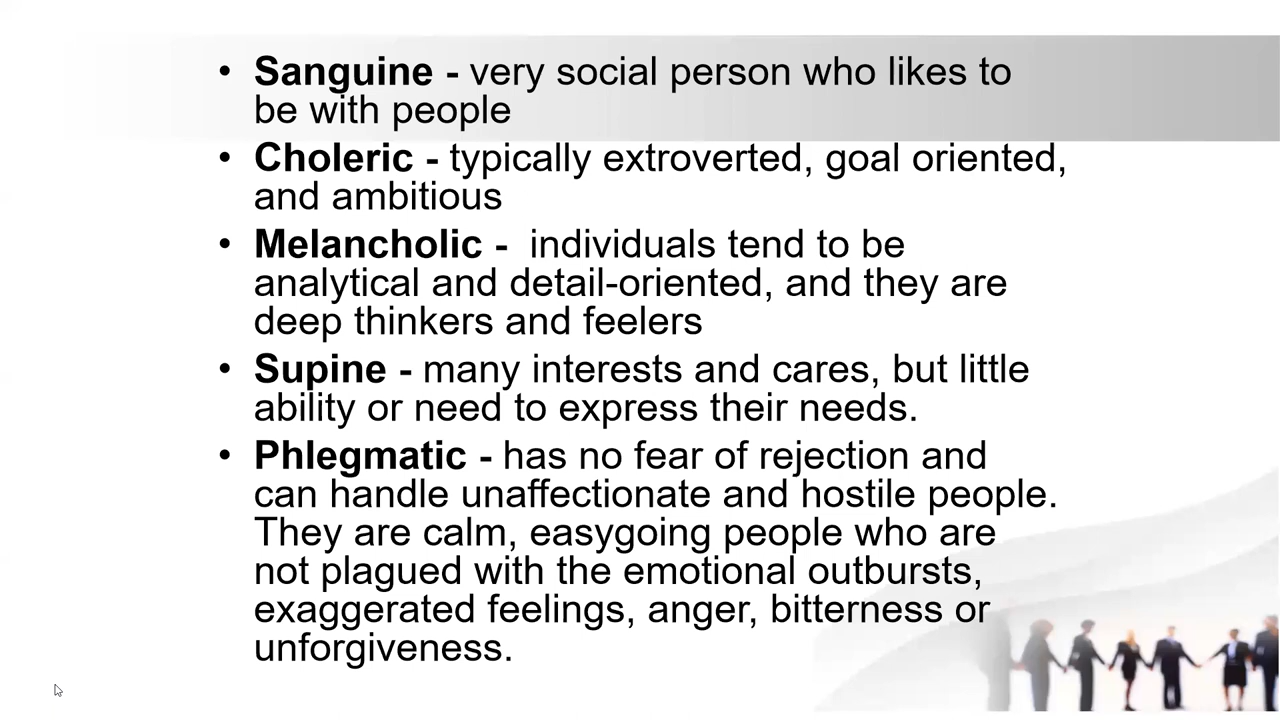 • Sanguine - very social person who likes to
be with people
• Choleric - typically extroverted, goal oriented,
and ambitious
• Melancholic -  individuals tend to be
analytical and detail-oriented, and they are
deep thinkers and feelers
• Supine - many interests and cares, but little
ability or need to express their needs.
• Phlegmatic - has no fear of rejection and
can handle unaffectionate and hostile people.
They are calm, easygoing people who are
not plagued with the emotional outbursts,
exaggerated feelings, anger, bitterness or
unforgiveness.